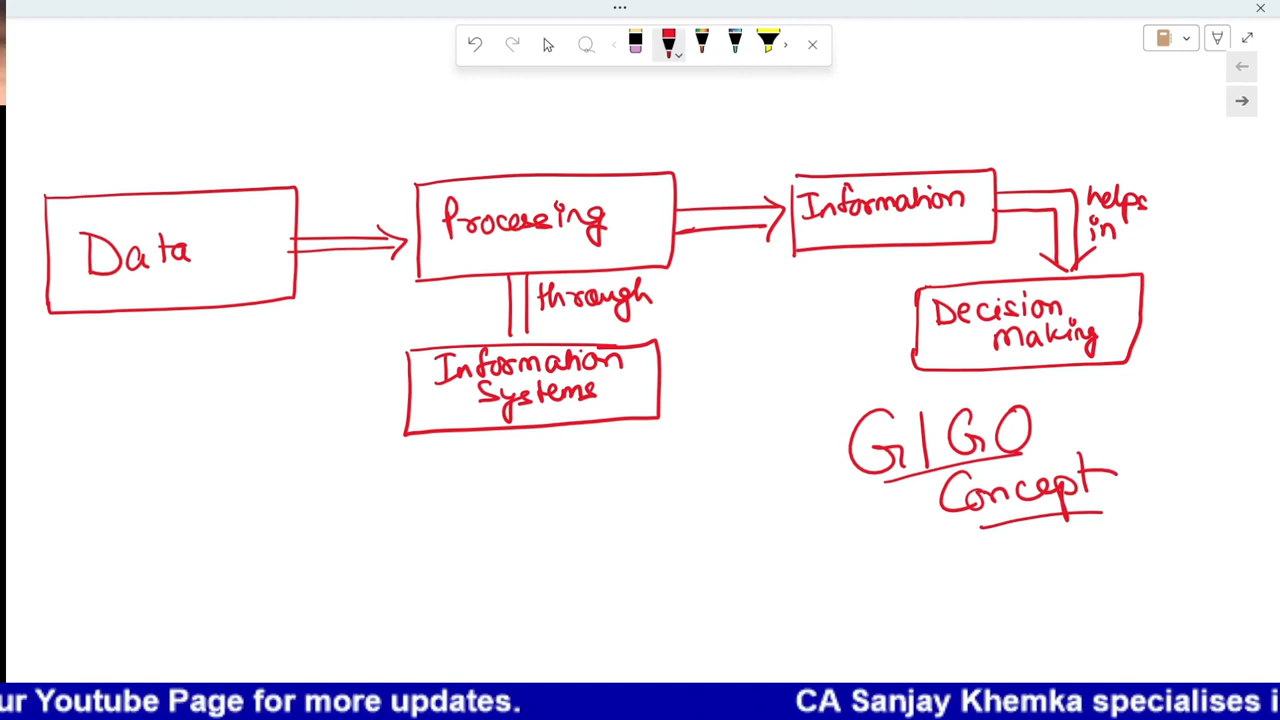 Data
Processing
Information
helps
in
through
Decision
Making
Information
Systems
GIGO
Concept
ur Youtube Page for more updates.
CA Sanjay Khemka specialises i